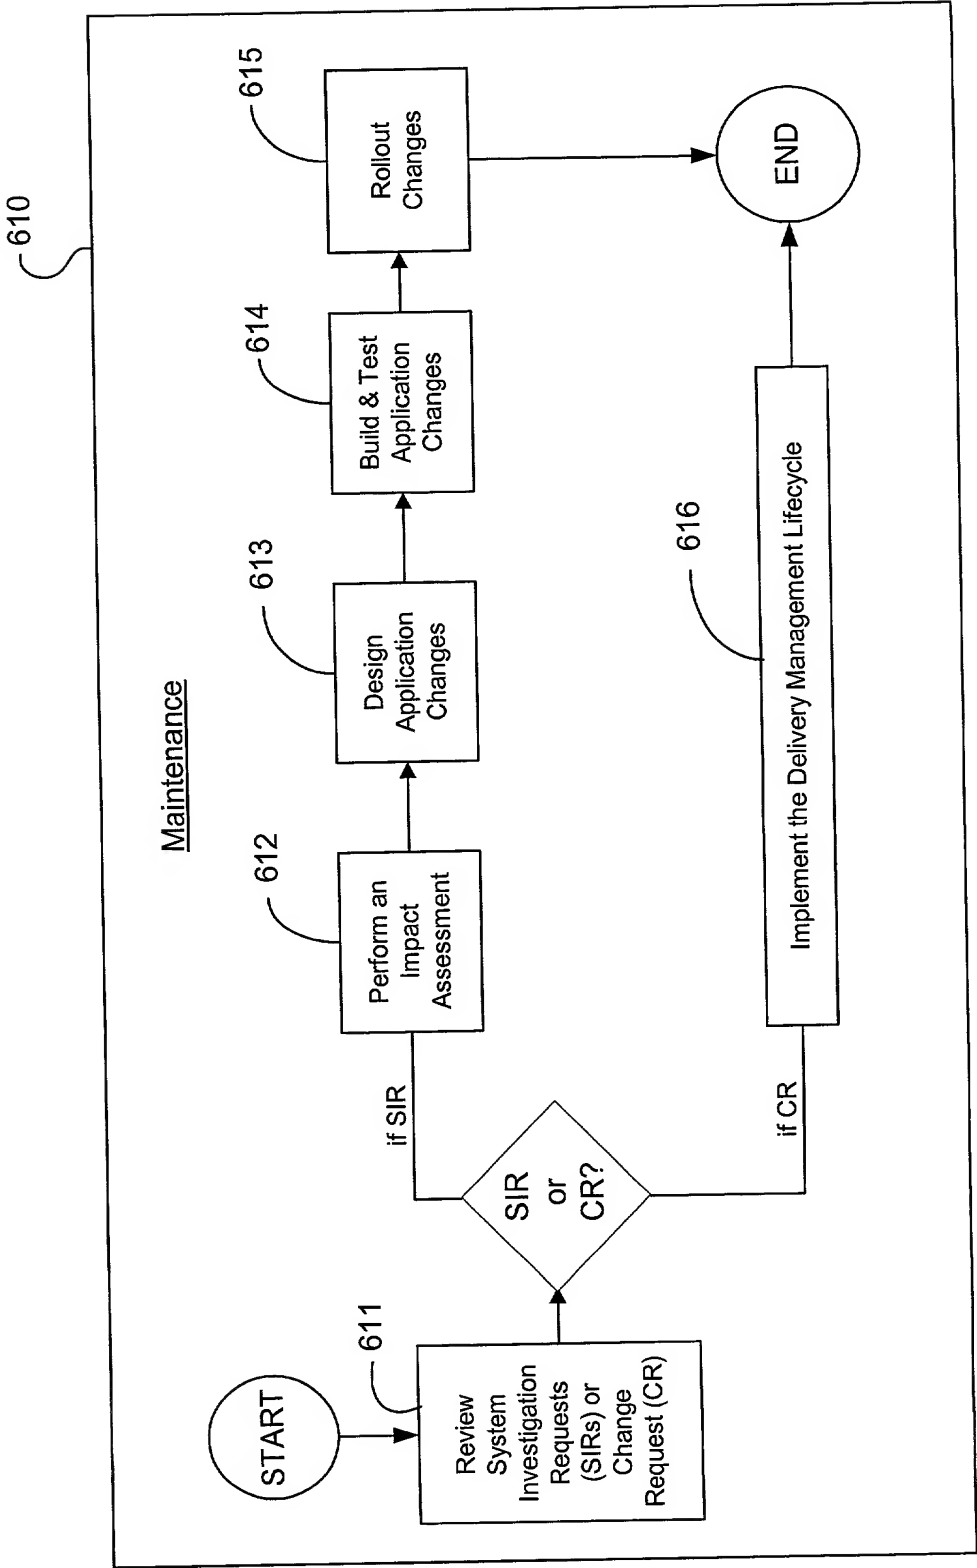 610
Maintenance
START
611
Review
System
Investigation
Requests
(SIRs) or
Change
Request (CR)
SIR
or
CR?
if SIR
612
Perform an
Impact
Assessment
613
Design
Application
Changes
614
Build & Test
Application
Changes
615
Rollout
Changes
if CR
616
Implement the Delivery Management Lifecycle
END